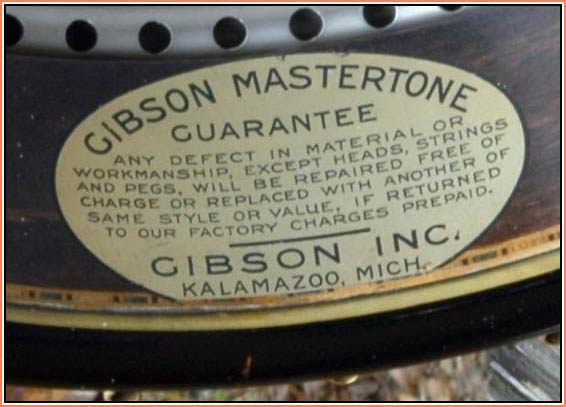 GIBSON MASTERTONE
GUARANTEE
ANY DEFECT IN MATERIAL OR
WORKMANSHIP, EXCEPT HEADS, STRINGS
AND PEGS, WILL BE REPAIRED FREE OF
CHARGE OR REPLACED WITH ANOTHER OF
SAME STYLE OR VALUE, IF RETURNED
TO OUR FACTORY CHARGES PREPAID.
GIBSON INC.
KALAMAZOO, MICH.